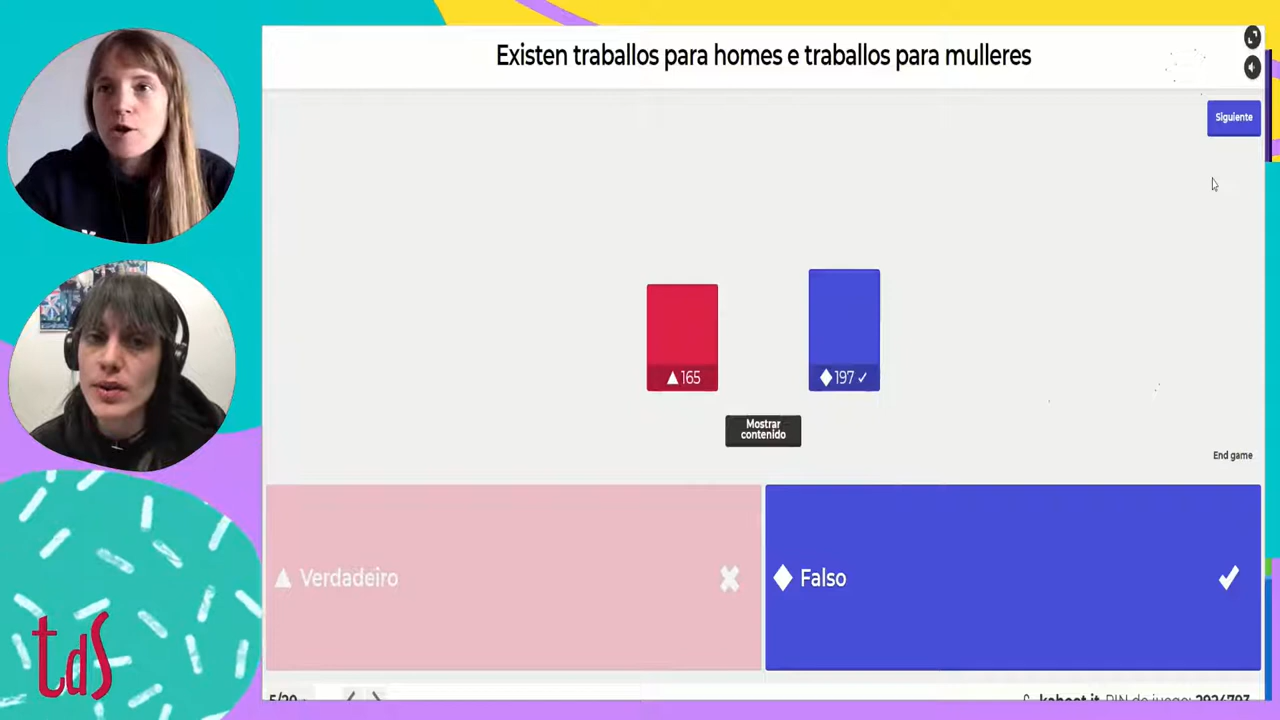 Existen traballos para homes e traballos para mulleres
Siguiente
▲165
◆197 ✓
Mostrar
contenido
End game
▲ Verdadeiro
◆ Falso
tds